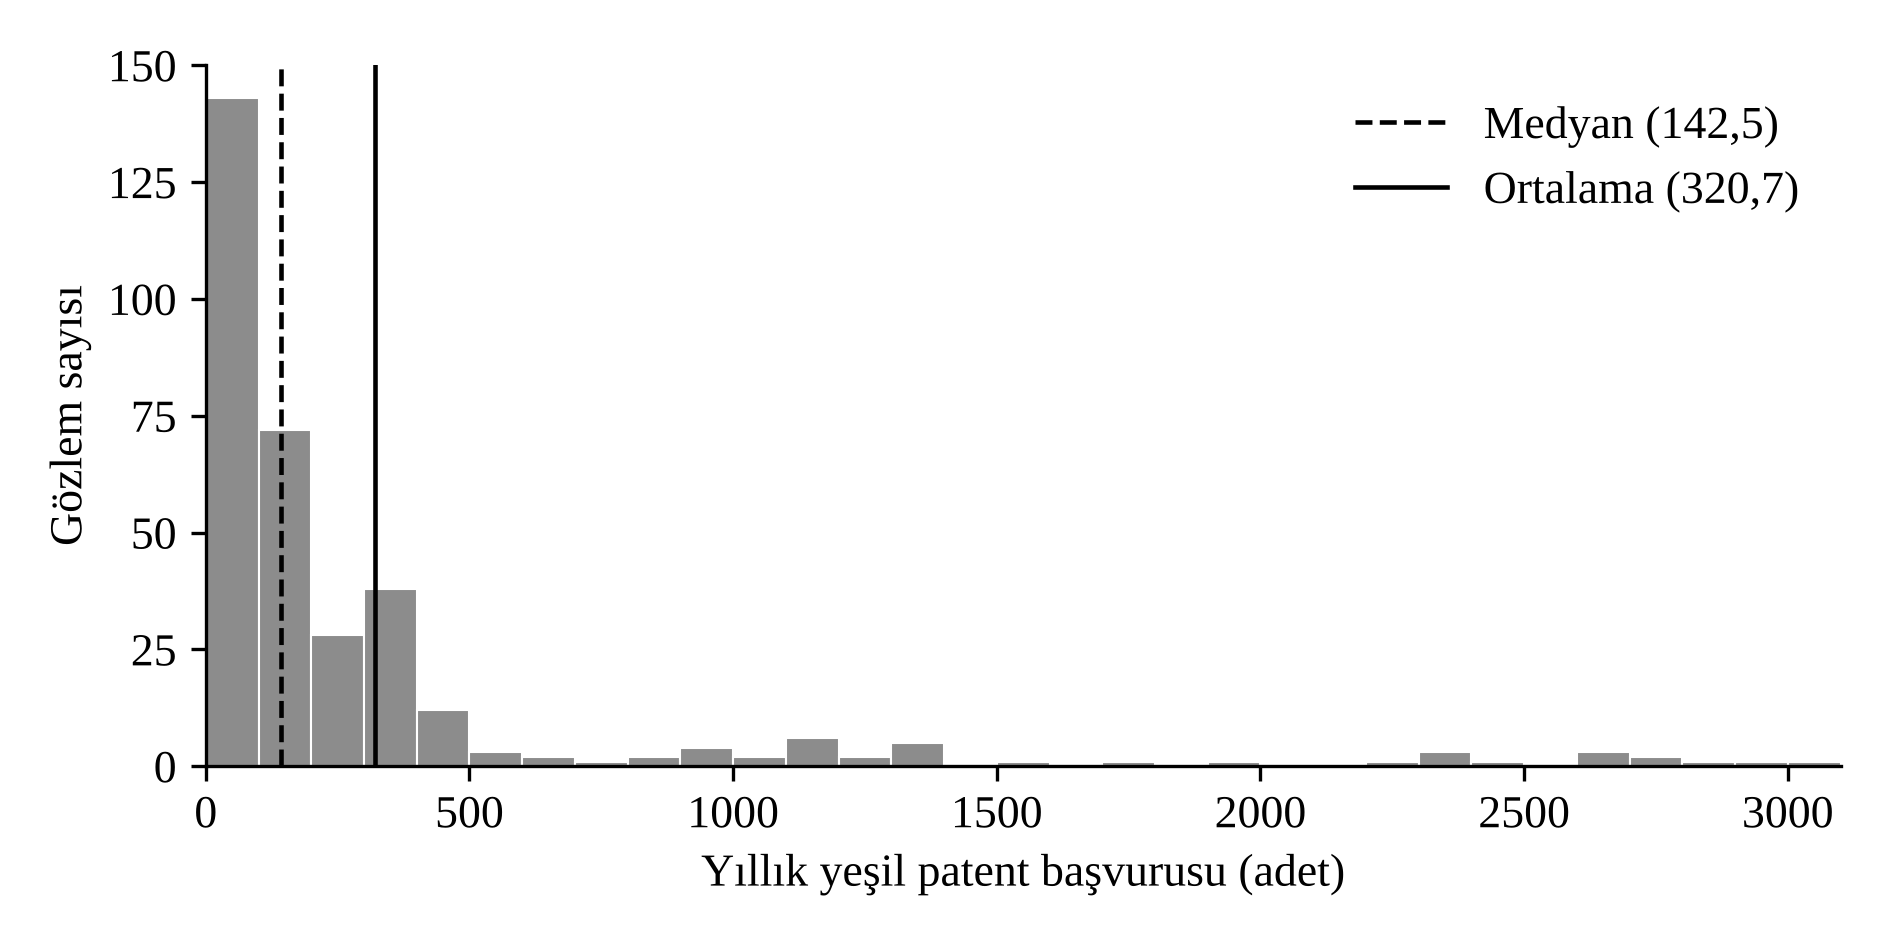 150
125
100
75
50
25
0
Gözlem sayısı
Medyan (142,5)
Ortalama (320,7)
0 500 1000 1500 2000 2500 3000
Yıllık yeşil patent başvurusu (adet)